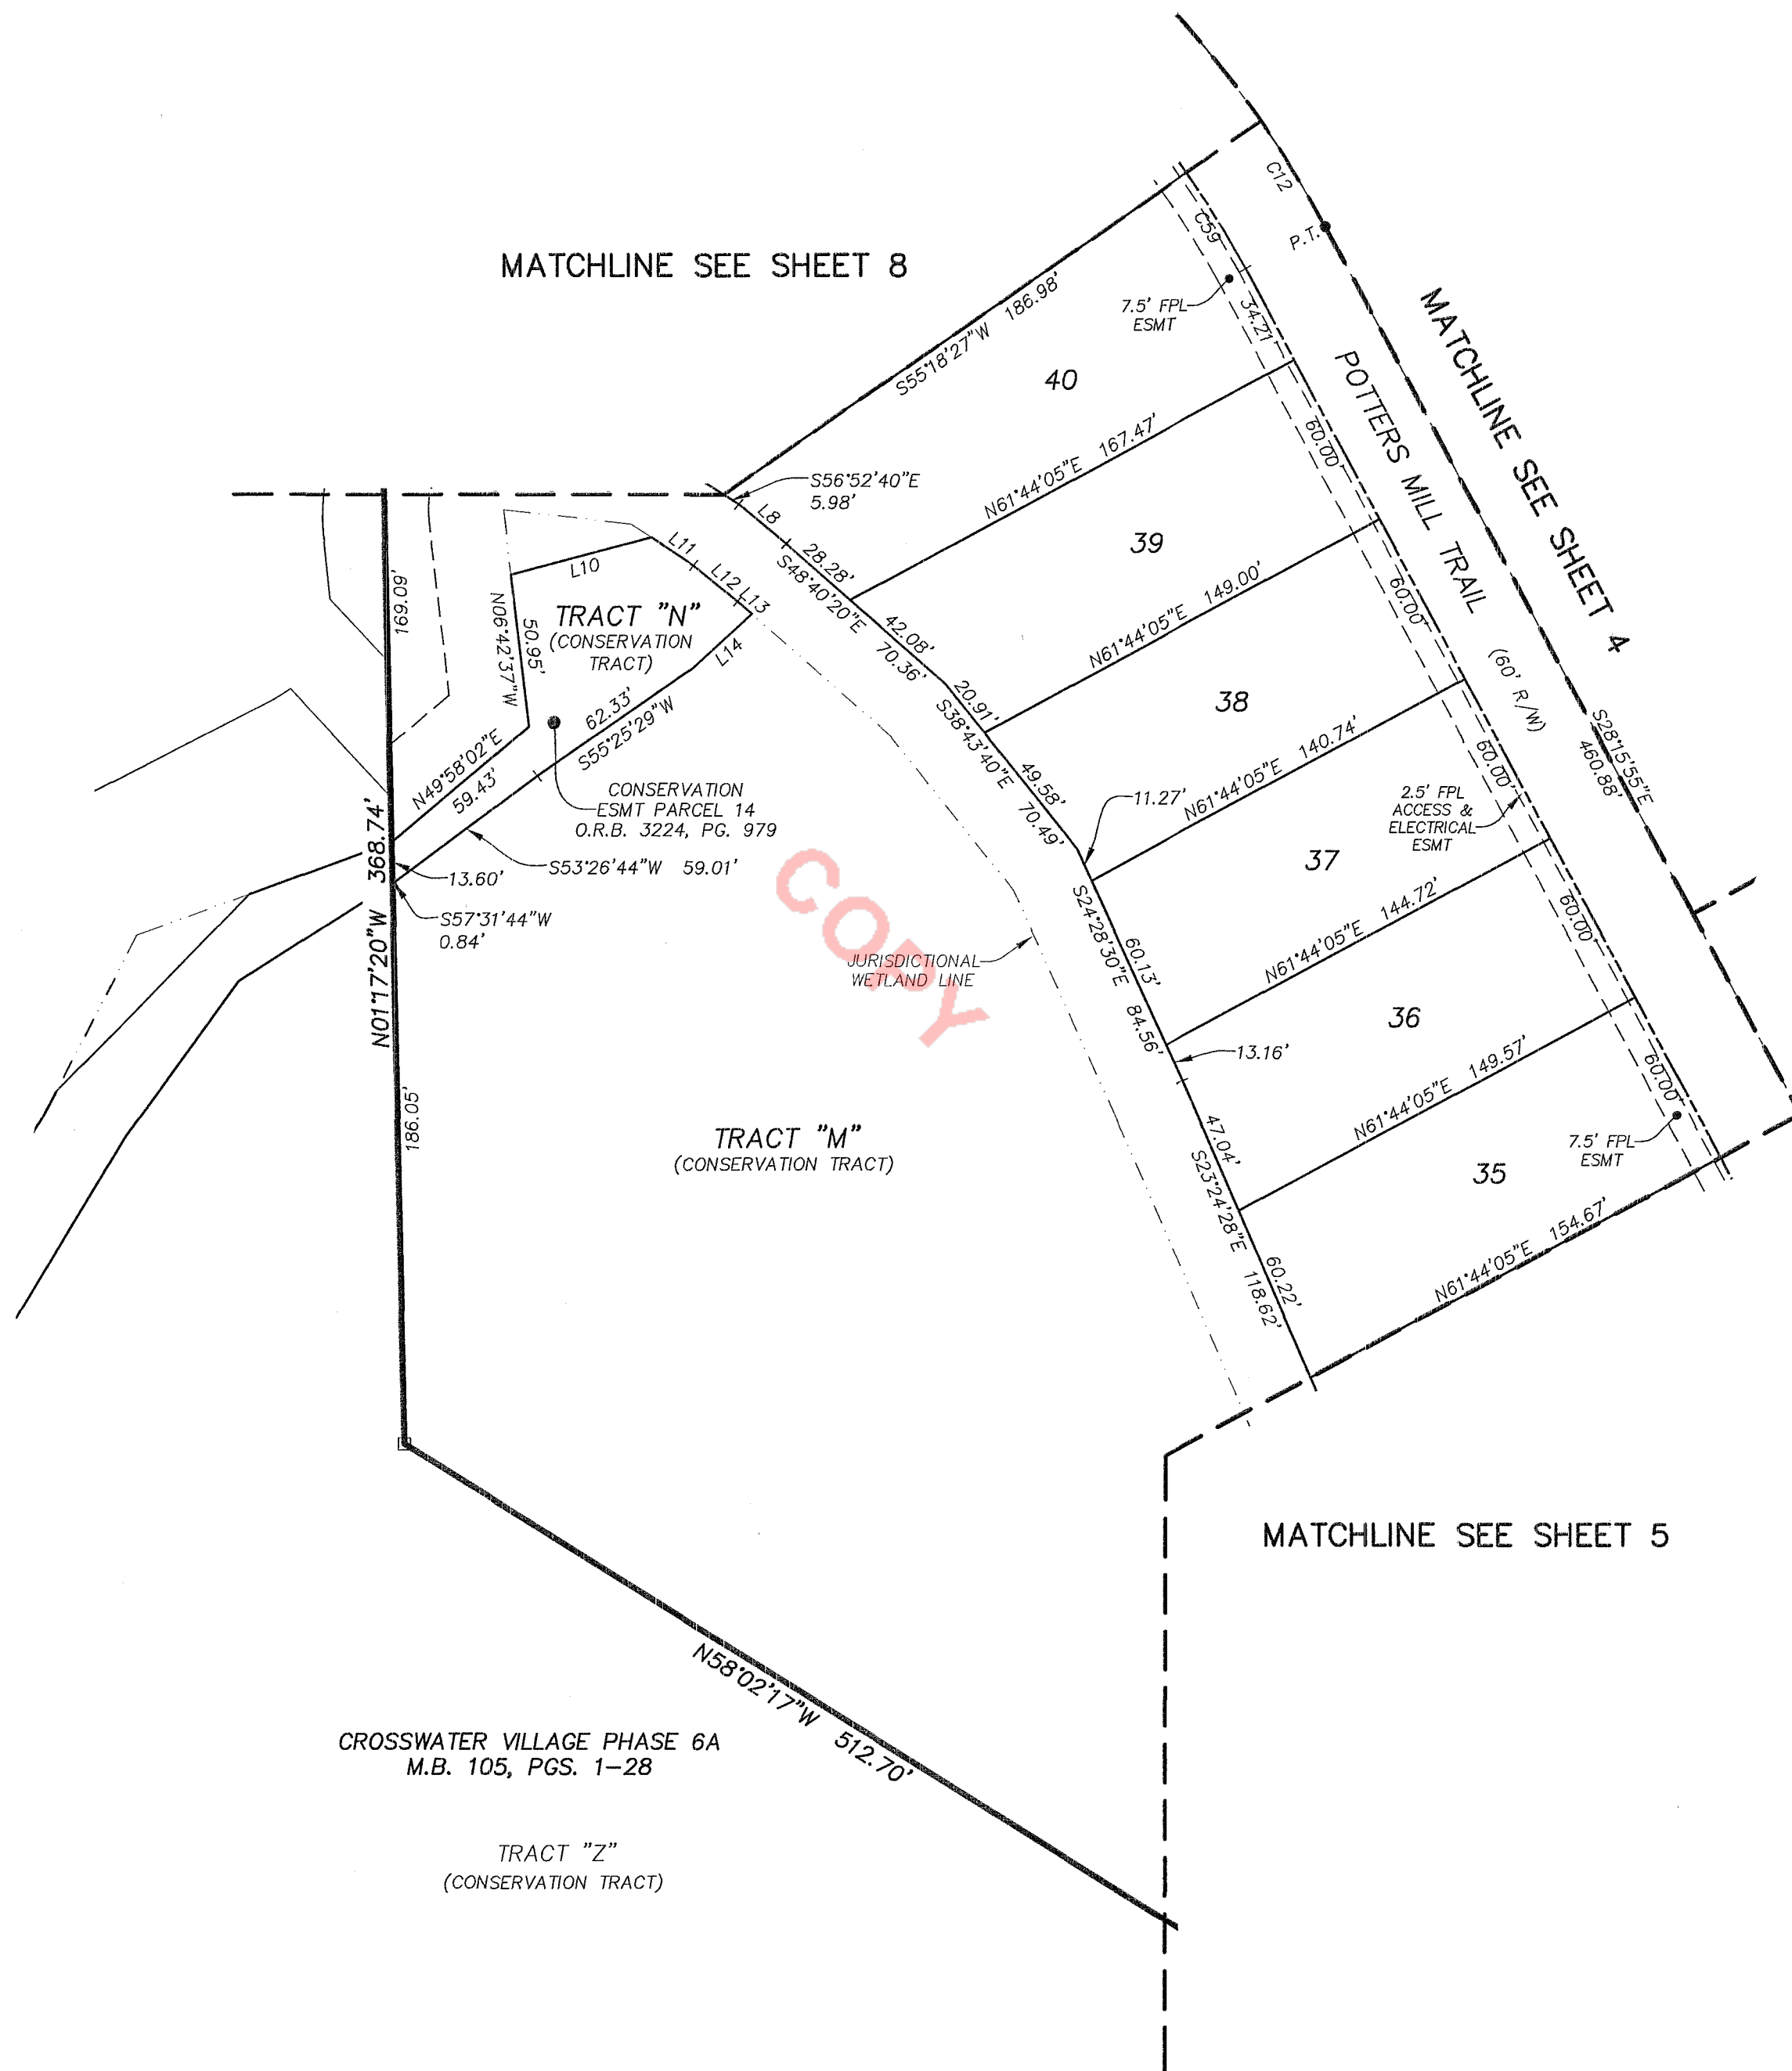 C12
P.T.
MATCHLINE SEE SHEET 8
C59
7.5' FPL
ESMT
34.21'
S55°18'27"W 186.98'
40
MATCHLINE SEE SHEET 4
POTTERS MILL TRAIL
(60' R/W)
S28°15'55"E
460.88'
60.00'
N61°44'05"E 167.47'
S56°52'40"E
5.98'
L8
28.28'
S48°40'20"E 70.36'
42.08'
39
60.00'
N61°44'05"E 149.00'
169.09'
L11
L12
L13
L10
TRACT "N"
(CONSERVATION
TRACT)
L14
N06°42'37"W
50.95'
62.33'
S55°25'29"W
N49°58'02"E
59.43'
CONSERVATION
ESMT PARCEL 14
O.R.B. 3224, PG. 979
S53°26'44"W 59.01'
13.60'
S57°31'44"W
0.84'
N01°17'20"W 368.74'
186.05'
20.91'
S38°43'40"E 70.49'
49.58'
38
60.00'
N61°44'05"E 140.74'
11.27'
2.5' FPL
ACCESS &
ELECTRICAL
ESMT
37
60.00'
N61°44'05"E 144.72'
S24°28'30"E 84.56'
60.13'
COPY
JURISDICTIONAL
WETLAND LINE
36
13.16'
60.00'
N61°44'05"E 149.57'
47.04'
S23°24'28"E 118.62'
60.22'
7.5' FPL
ESMT
35
N61°44'05"E 154.67'
TRACT "M"
(CONSERVATION TRACT)
MATCHLINE SEE SHEET 5
N58°02'17"W 512.70'
CROSSWATER VILLAGE PHASE 6A
M.B. 105, PGS. 1-28
TRACT "Z"
(CONSERVATION TRACT)